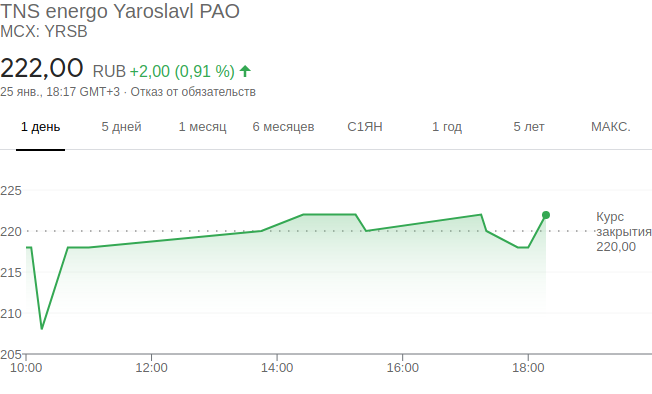 TNS energo Yaroslavl PAO
MCX: YRSB
222,00 RUB +2,00 (0,91 %)
25 янв., 18:17 GMT+3 · Отказ от обязательств
1 день 5 дней 1 месяц 6 месяцев С1ЯН 1 год 5 лет МАКС.
225
220
215
210
205
Курс
закрытия
220,00
10:00 12:00 14:00 16:00 18:00